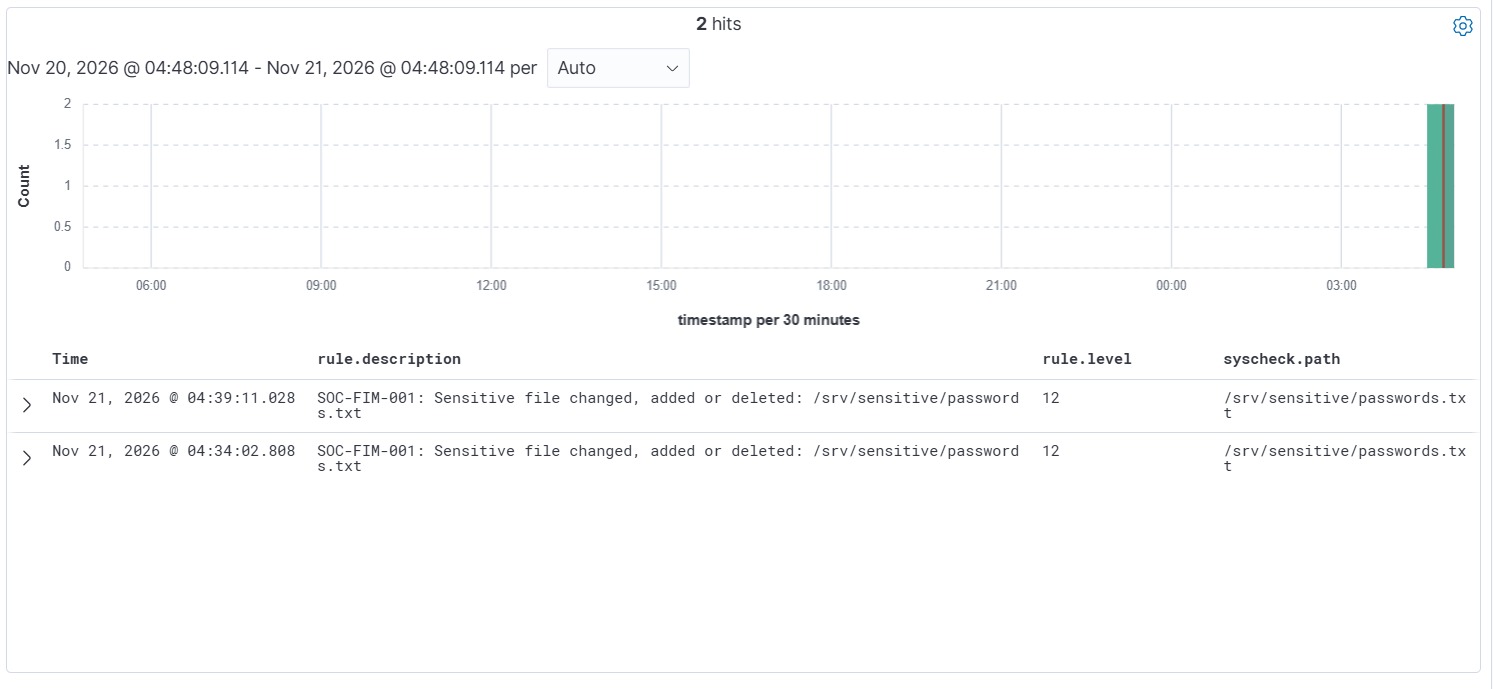 2 hits
Nov 20, 2026 @ 04:48:09.114 - Nov 21, 2026 @ 04:48:09.114 per Auto
2
1.5
1
0.5
0
Count
06:00 09:00 12:00 15:00 18:00 21:00 00:00 03:00
timestamp per 30 minutes
Time rule.description rule.level syscheck.path
Nov 21, 2026 @ 04:39:11.028 SOC-FIM-001: Sensitive file changed, added or deleted: /srv/sensitive/password 12 /srv/sensitive/passwords.tx
s.txt t
Nov 21, 2026 @ 04:34:02.808 SOC-FIM-001: Sensitive file changed, added or deleted: /srv/sensitive/password 12 /srv/sensitive/passwords.tx
s.txt t